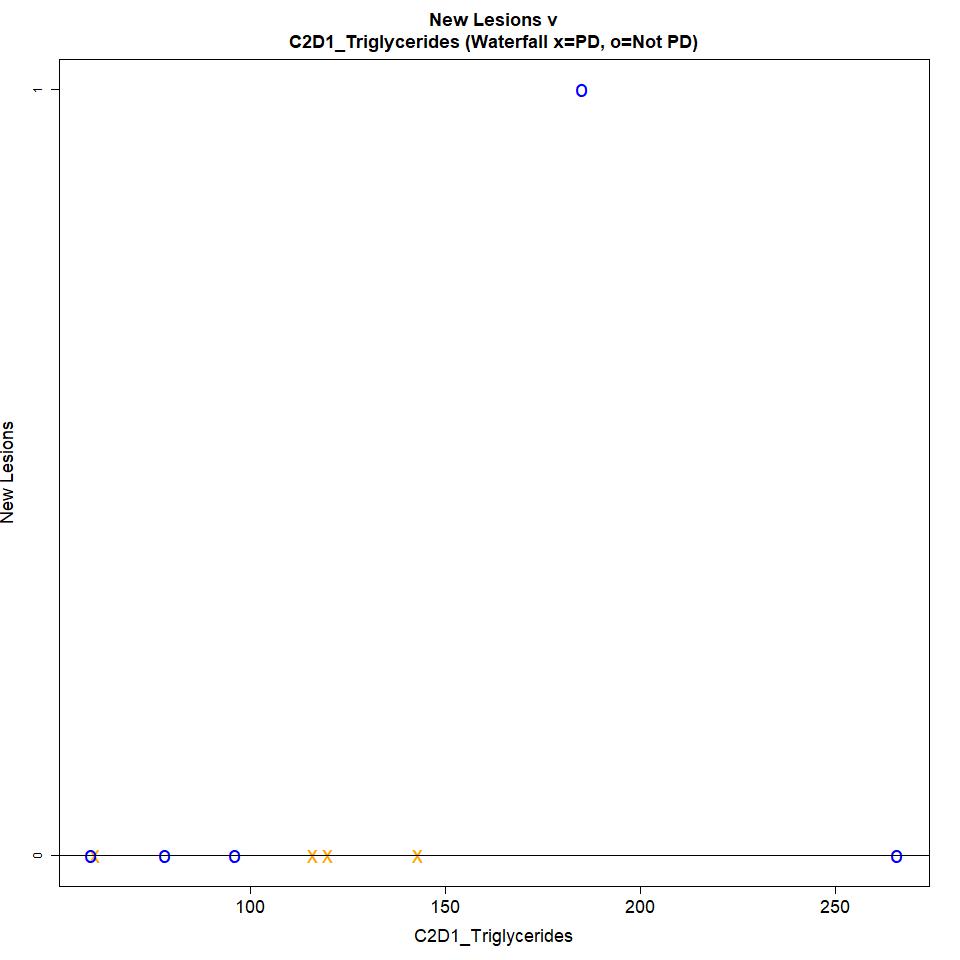 New Lesions v
C2D1_Triglycerides (Waterfall x=PD, o=Not PD)
1
New Lesions
0
o x o o x x x o o
100 150 200 250
C2D1_Triglycerides